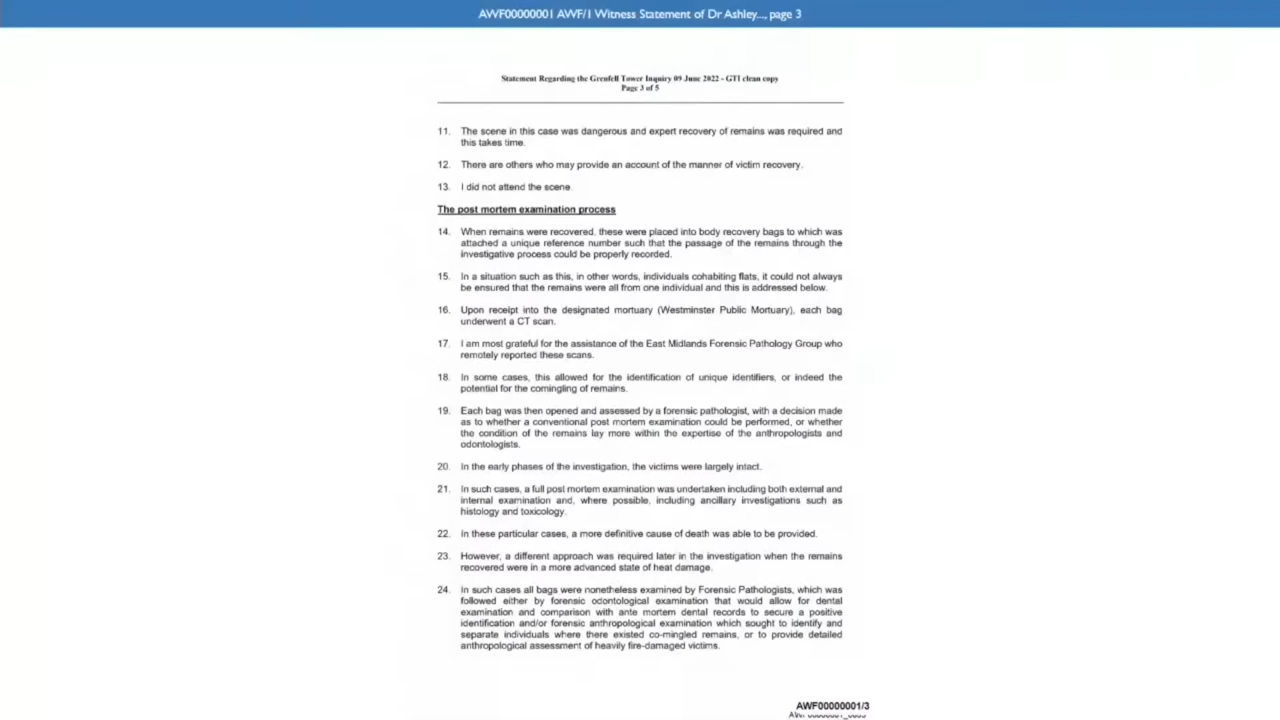 AWF00000001 AWF/1 Witness Statement of Dr Ashley..., page 3
Statement Regarding the Grenfell Tower Inquiry 09 June 2022 - GTI clean copy
Page 3 of 5
11. The scene in this case was dangerous and expert recovery of remains was required and
this takes time.
12. There are others who may provide an account of the manner of victim recovery.
13. I did not attend the scene.
The post mortem examination process
14. When remains were recovered, these were placed into body recovery bags to which was
attached a unique reference number such that the passage of the remains through the
investigative process could be properly recorded.
15. In a situation such as this, in other words, individuals cohabiting flats, it could not always
be ensured that the remains were all from one individual and this is addressed below.
16. Upon receipt into the designated mortuary (Westminster Public Mortuary), each bag
underwent a CT scan.
17. I am most grateful for the assistance of the East Midlands Forensic Pathology Group who
remotely reported these scans.
18. In some cases, this allowed for the identification of unique identifiers, or indeed the
potential for the comingling of remains.
19. Each bag was then opened and assessed by a forensic pathologist, with a decision made
as to whether a conventional post mortem examination could be performed, or whether
the condition of the remains lay more within the expertise of the anthropologists and
odontologists.
20. In the early phases of the investigation, the victims were largely intact.
21. In such cases, a full post mortem examination was undertaken including both external and
internal examination and, where possible, including ancillary investigations such as
histology and toxicology.
22. In these particular cases, a more definitive cause of death was able to be provided.
23. However, a different approach was required later in the investigation when the remains
recovered were in a more advanced state of heat damage.
24. In such cases all bags were nonetheless examined by Forensic Pathologists, which was
followed either by forensic odontological examination that would allow for dental
examination and comparison with ante mortem dental records to secure a positive
identification and/or forensic anthropological examination which sought to identify and
separate individuals where there existed co-mingled remains, or to provide detailed
anthropological assessment of heavily fire-damaged victims.
AWF00000001/3